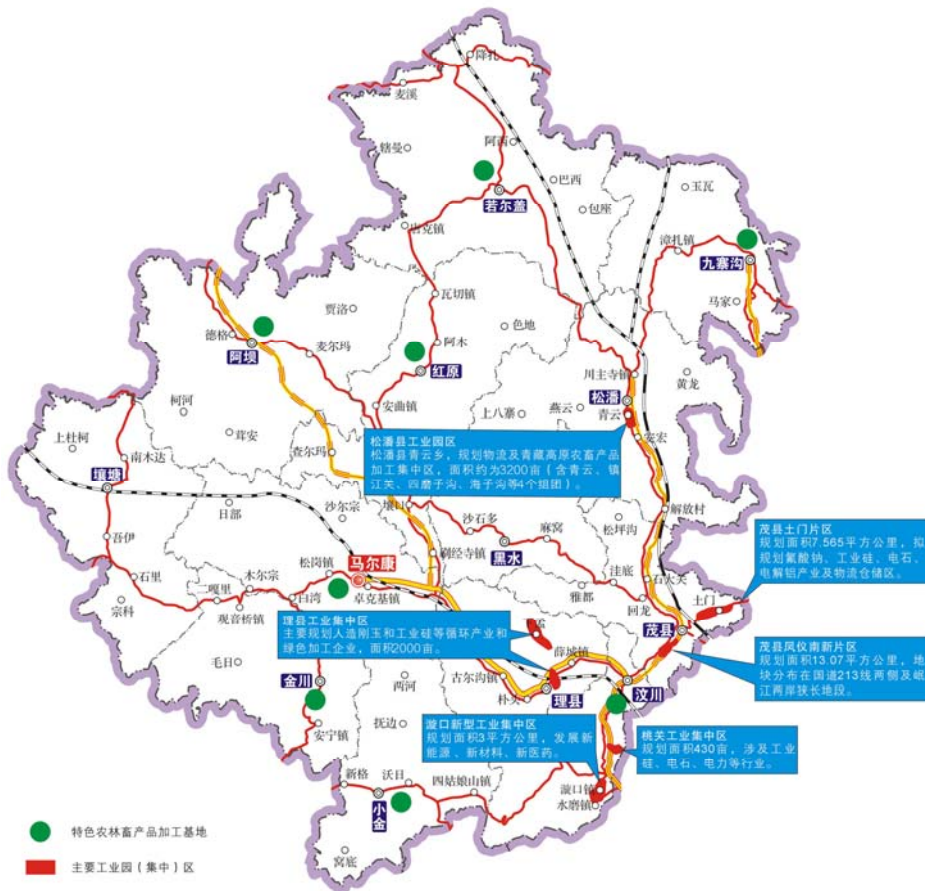 降扎
麦溪
阿西
辖曼
巴西
玉瓦
若尔盖
包座
唐克镇
漳扎镇
九寨沟
瓦切镇
马家
贾洛
色地
德格
阿坝
麦尔玛
阿木
红原
川主寺镇
黄龙
柯河
安曲镇
上八寨
燕云
松潘
青云
茸安
安宏
上杜柯
查尔玛
松潘县工业园区
松潘县青云乡，规划物流及青藏高原农畜产品
加工集中区，面积约为3200亩（含青云、镇
江关、四磨子沟、海子沟等4个组团）。
南木达
壤塘
日部
沙尔宗
壤口
沙石多
麻窝
松坪沟
解放村
黑水
吾伊
刷经寺镇
茂县土门片区
规划面积7.565平方公里，拟
规划氟酸钠、工业硅、电石、
电解铝产业及物流仓储区。
松岗镇
马尔康
石里
木尔宗
二嘎里
白湾
卓克基镇
洼底
石大关
雅都
回龙
土门
宗科
观音桥镇
茂县
理县工业集中区
主要规划人造刚玉和工业硅等循环产业和
绿色加工企业，面积2000亩。
茂县凤仪南新片区
规划面积13.07平方公里，地
块分布在国道213线两侧及岷
江两岸狭长地段。
毛日
薛城镇
金川
两河
古尔沟镇
汶川
理县
朴头
抚边
安宁镇
漩口新型工业集中区
规划面积3平方公里，发展新
能源、新材料、新医药。
桃关工业集中区
规划面积430亩，涉及工业
硅、电石、电力等行业。
新格
沃日
四姑娘山镇
漩口镇
水磨镇
小金
窝底
特色农林畜产品加工基地
主要工业园（集中）区